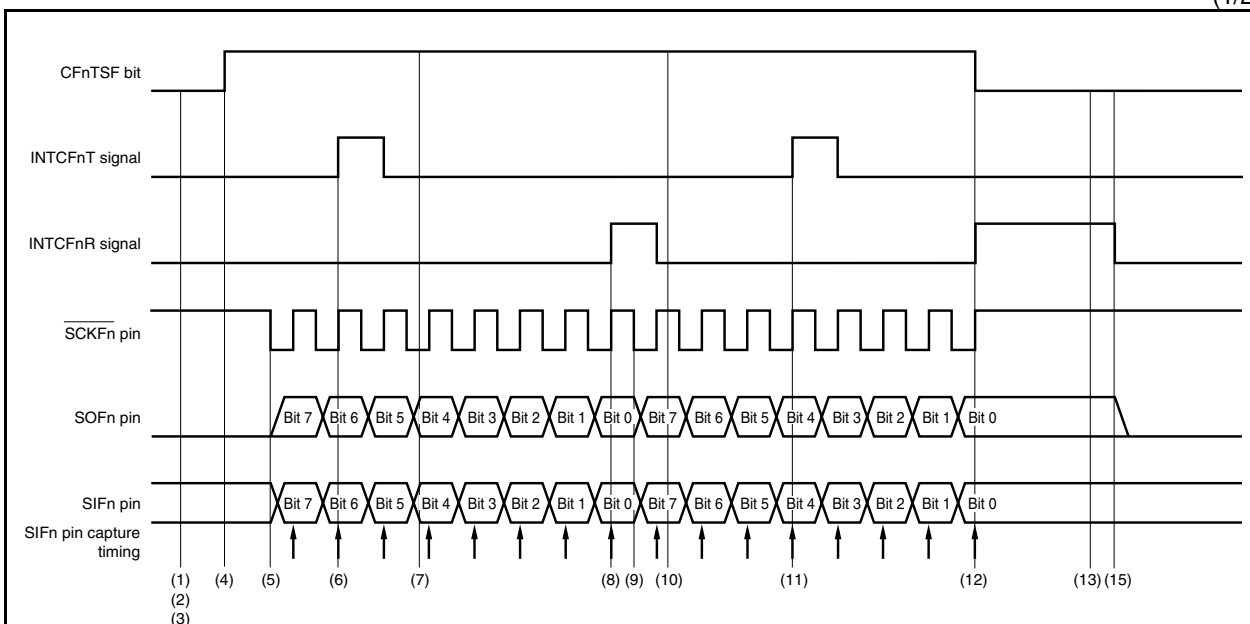 CFnTSF bit
INTCFnT signal
INTCFnR signal
SCKFn pin
SOFn pin
Bit 7 Bit 6 Bit 5 Bit 4 Bit 3 Bit 2 Bit 1 Bit 0 Bit 7 Bit 6 Bit 5 Bit 4 Bit 3 Bit 2 Bit 1 Bit 0
SIFn pin
Bit 7 Bit 6 Bit 5 Bit 4 Bit 3 Bit 2 Bit 1 Bit 0 Bit 7 Bit 6 Bit 5 Bit 4 Bit 3 Bit 2 Bit 1 Bit 0
SIFn pin capture
timing
(1) (4) (5) (6) (7) (8) (9) (10) (11) (12) (13) (15)
(2)
(3)